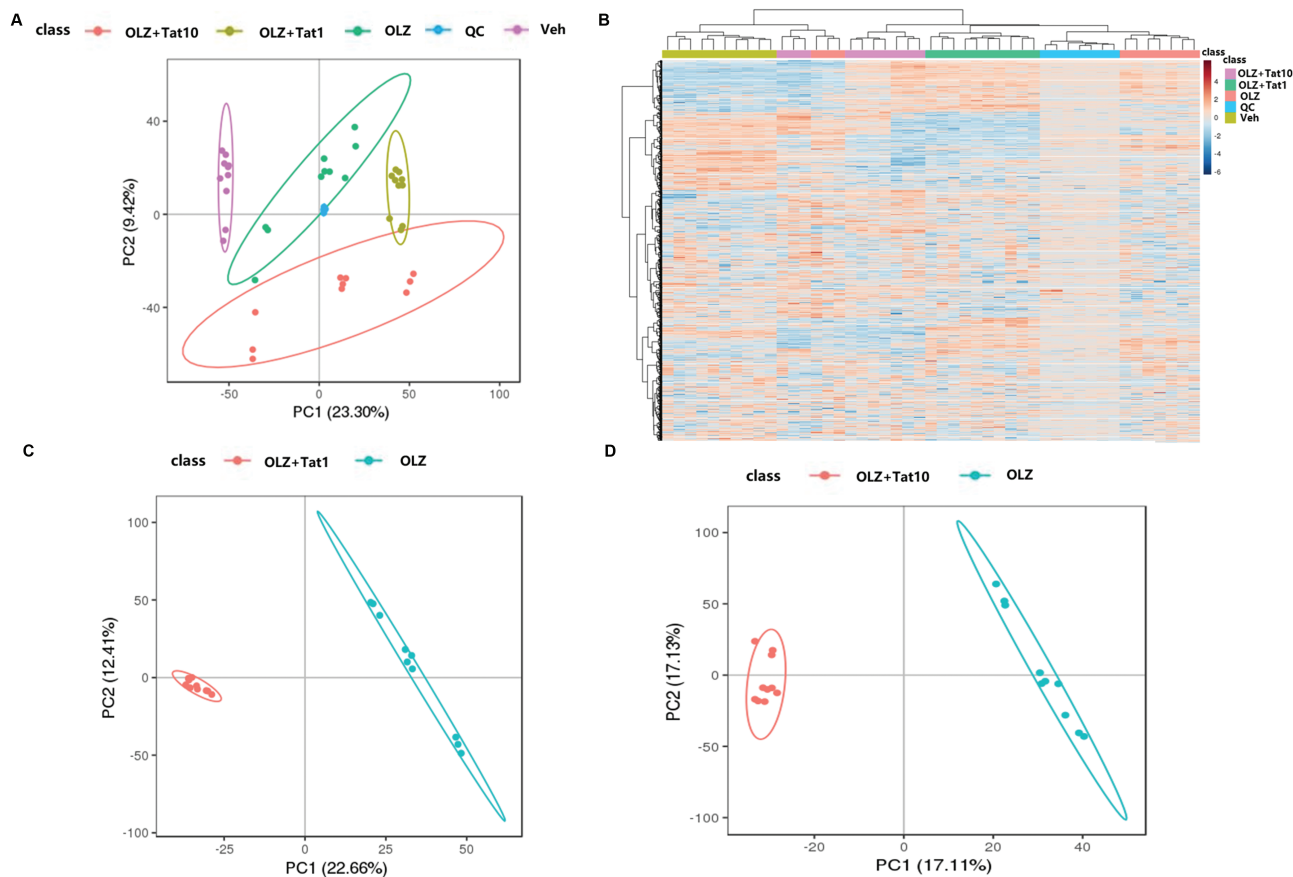 A
class OLZ+Tat10 OLZ+Tat1 OLZ QC Veh
PC2 (9.42%)
40
0
-40
-50 0 50 100
PC1 (23.30%)
B
class
class
4
2
0
-2
-4
-6
OLZ+Tat10
OLZ+Tat1
OLZ
QC
Veh
C
class OLZ+Tat1 OLZ
PC2 (12.41%)
100
50
0
-50
-100
-25 0 25 50
PC1 (22.66%)
D
class OLZ+Tat10 OLZ
PC2 (17.13%)
100
50
0
-50
-100
-20 0 20 40
PC1 (17.11%)